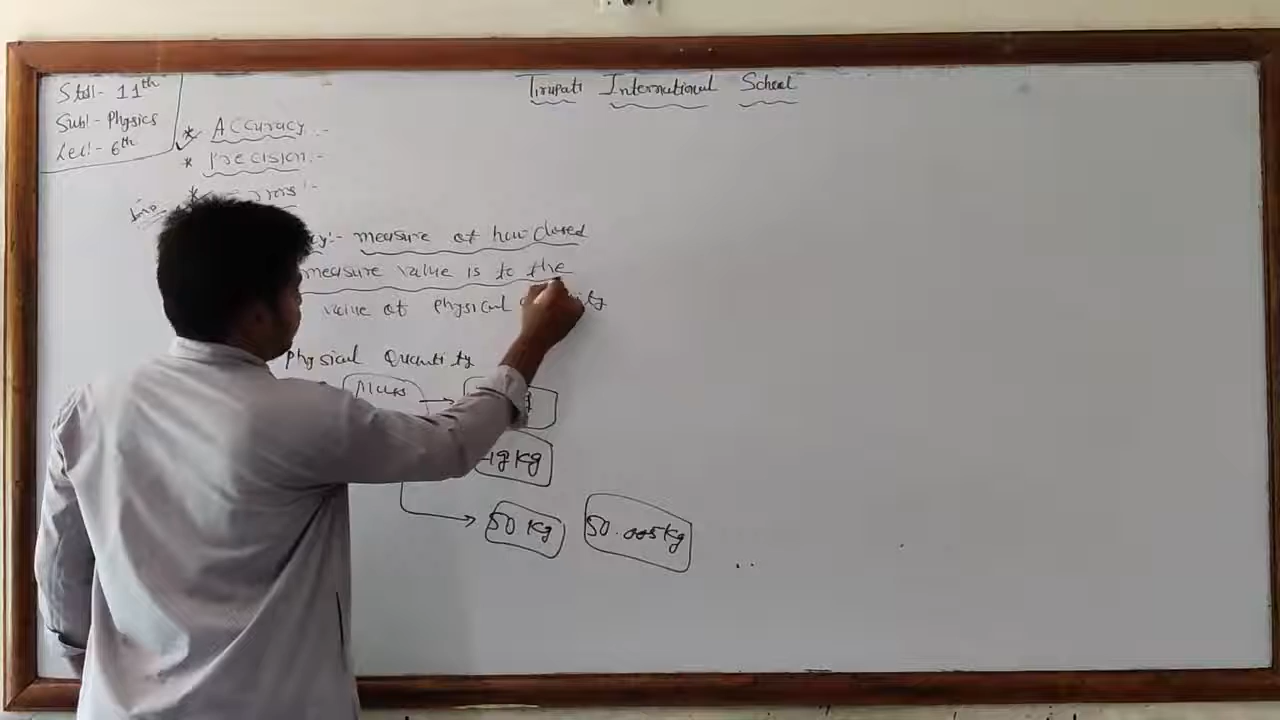 Tirupati International School
Std:- 11th
Sub:- Physics
Lec:- 6th
* Accuracy :-
* Precision :-
*
measure of how closed
measure value is to the
value of physical
Physical Quantity
Mass
kg
50 kg
50.005 kg